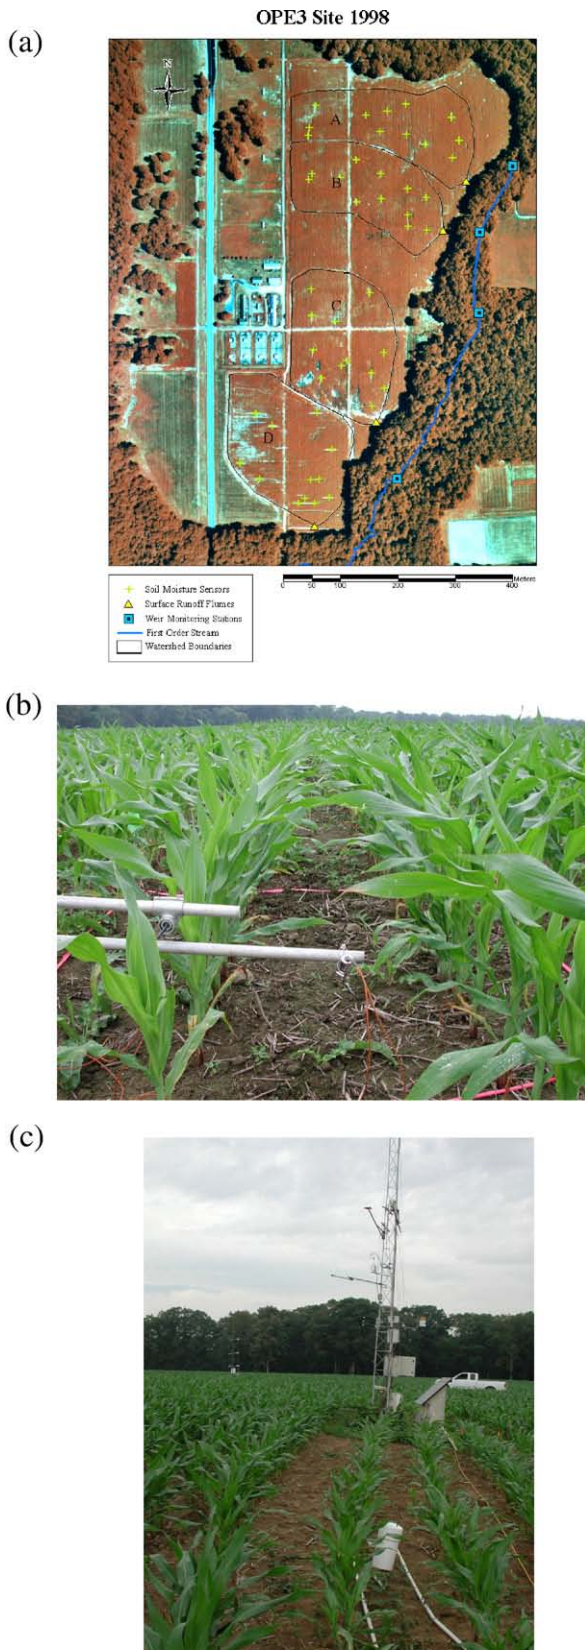 OPE3 Site 1998
(a)
N
A
B
C
D
0 100 200 300 400 Meters
Soil Moisture Sensors
Surface Runoff Flumes
Weir Monitoring Stations
First Order Stream
Watershed Boundaries
(b)
(c)